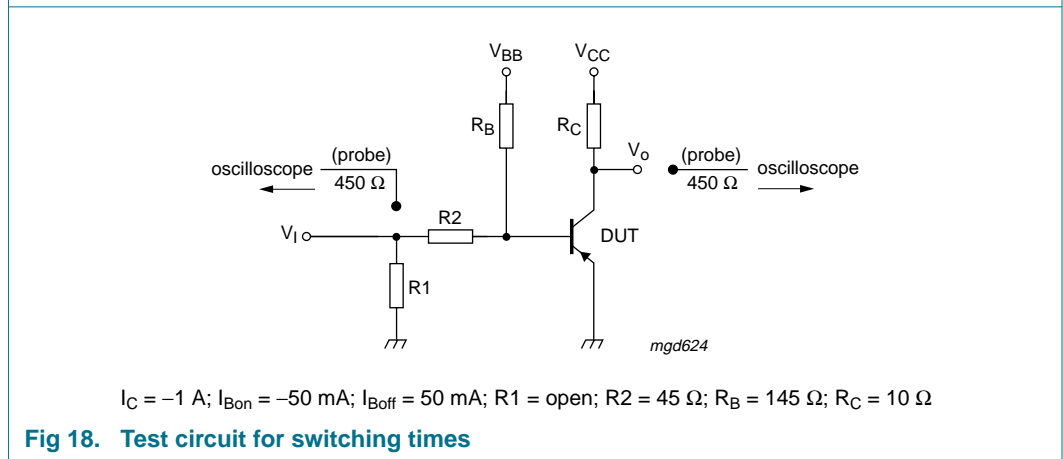 V_BB
V_CC
R_B
R_C
V_o
oscilloscope
(probe)
450 Ω
(probe)
450 Ω
oscilloscope
R2
V_I
DUT
R1
mgd624
I_C = −1 A; I_Bon = −50 mA; I_Boff = 50 mA; R1 = open; R2 = 45 Ω; R_B = 145 Ω; R_C = 10 Ω
Fig 18. Test circuit for switching times